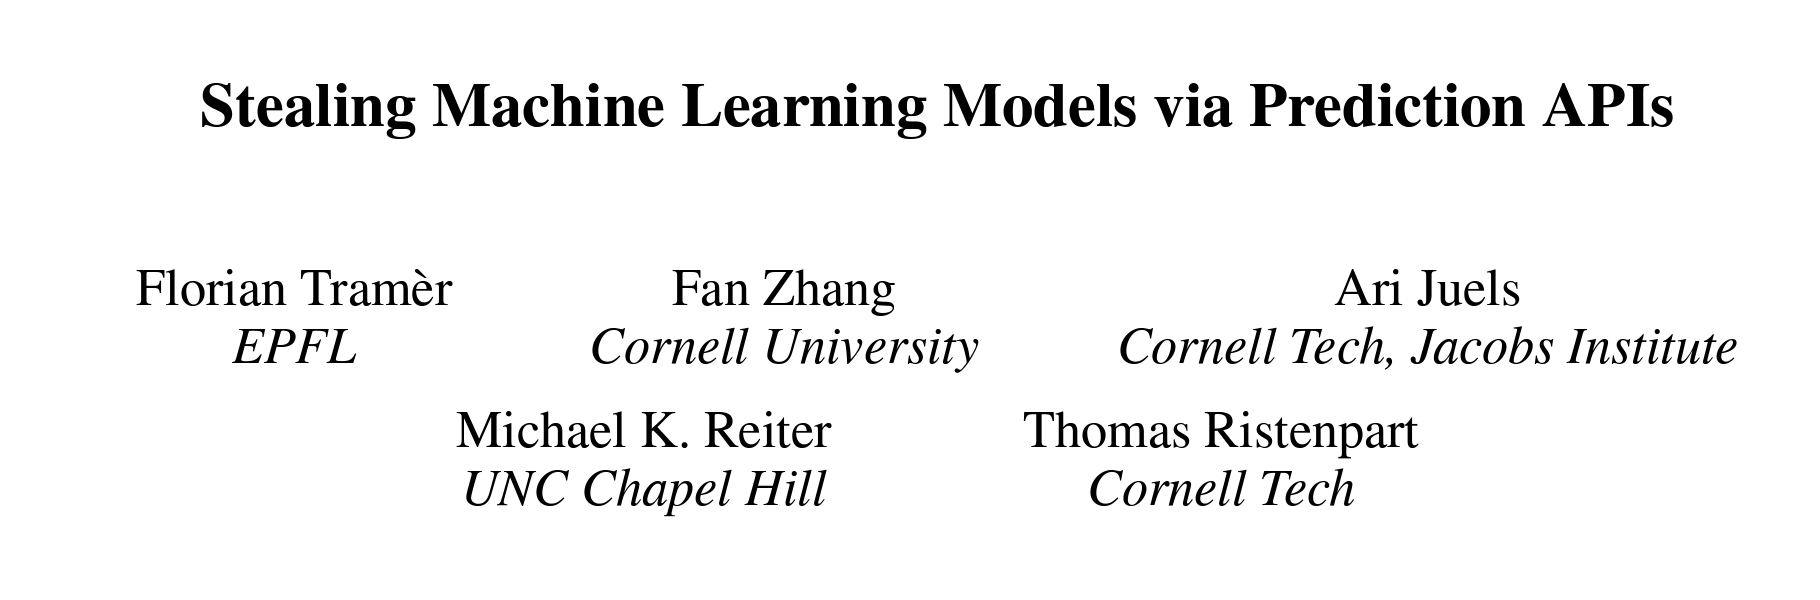 Stealing Machine Learning Models via Prediction APIs
Florian Tramèr Fan Zhang Ari Juels
EPFL Cornell University Cornell Tech, Jacobs Institute
Michael K. Reiter Thomas Ristenpart
UNC Chapel Hill Cornell Tech